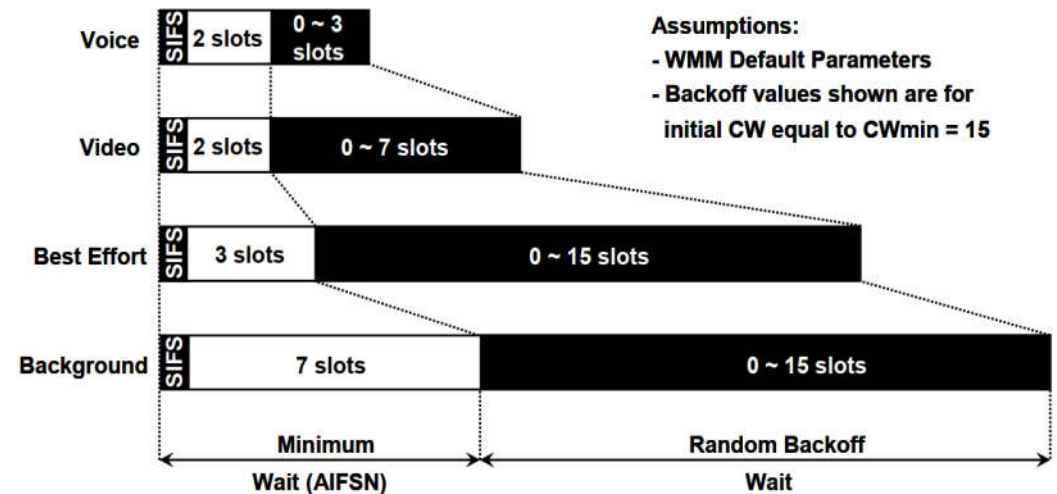 Voice
SIFS
2 slots
0 ~ 3
slots
Assumptions:
- WMM Default Parameters
- Backoff values shown are for
initial CW equal to CWmin = 15
Video
SIFS
2 slots
0 ~ 7 slots
Best Effort
SIFS
3 slots
0 ~ 15 slots
Background
SIFS
7 slots
0 ~ 15 slots
Minimum
Wait (AIFSN)
Random Backoff
Wait